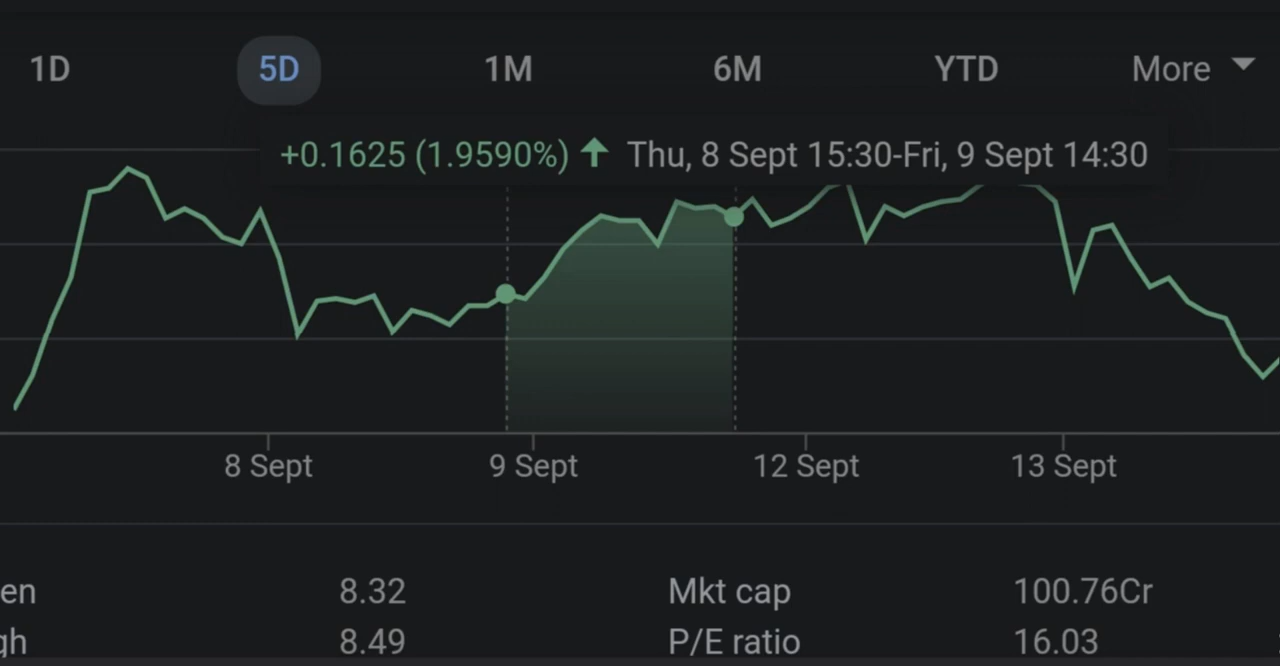 1D 5D 1M 6M YTD More
+0.1625 (1.9590%) Thu, 8 Sept 15:30-Fri, 9 Sept 14:30
8 Sept 9 Sept 12 Sept 13 Sept
en 8.32 Mkt cap 100.76Cr
gh 8.49 P/E ratio 16.03